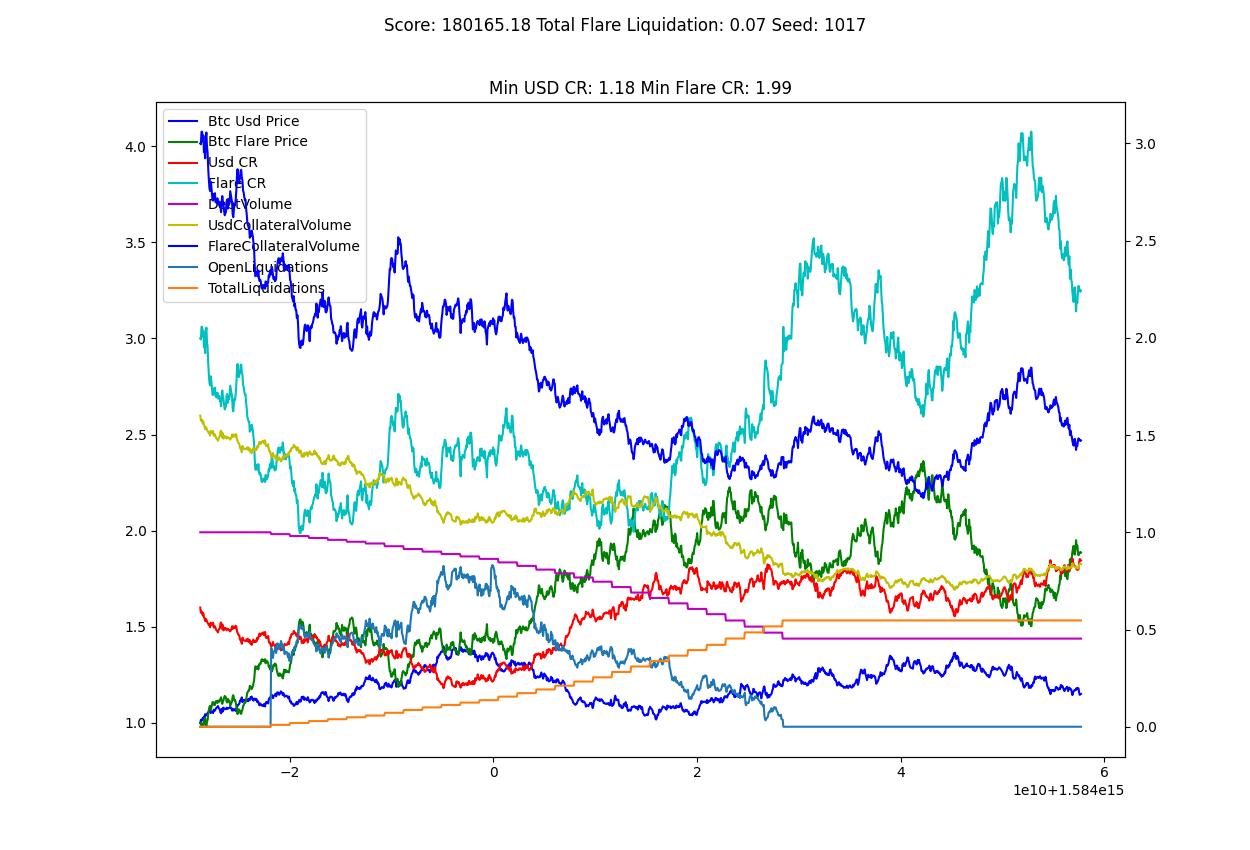 Score: 180165.18 Total Flare Liquidation: 0.07 Seed: 1017
Min USD CR: 1.18 Min Flare CR: 1.99
Btc Usd Price
Btc Flare Price
Usd CR
Flare CR
DebtVolume
UsdCollateralVolume
FlareCollateralVolume
OpenLiquidations
TotalLiquidations
4.0
3.5
3.0
2.5
2.0
1.5
1.0
3.0
2.5
2.0
1.5
1.0
0.5
0.0
−2 0 2 4 6
1e10+1.584e15